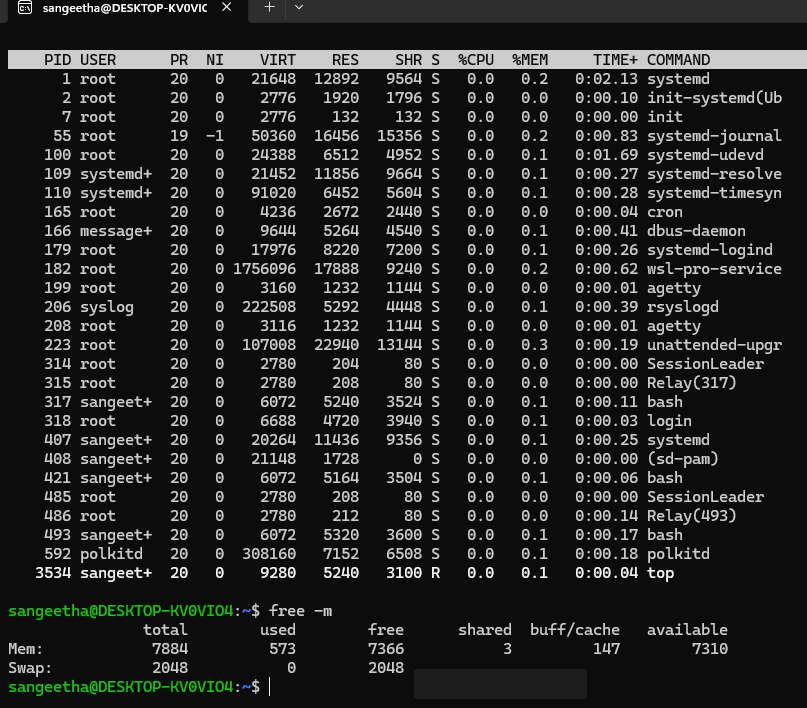 sangeetha@DESKTOP-KV0VIC
PID USER PR NI VIRT RES SHR S %CPU %MEM TIME+ COMMAND
1 root 20 0 21648 12892 9564 S 0.0 0.2 0:02.13 systemd
2 root 20 0 2776 1920 1796 S 0.0 0.0 0:00.10 init-systemd(Ub
7 root 20 0 2776 132 132 S 0.0 0.0 0:00.00 init
55 root 19 -1 50360 16456 15356 S 0.0 0.2 0:00.83 systemd-journal
100 root 20 0 24388 6512 4952 S 0.0 0.1 0:01.69 systemd-udevd
109 systemd+ 20 0 21452 11856 9664 S 0.0 0.1 0:00.27 systemd-resolve
110 systemd+ 20 0 91020 6452 5604 S 0.0 0.1 0:00.28 systemd-timesyn
165 root 20 0 4236 2672 2440 S 0.0 0.0 0:00.04 cron
166 message+ 20 0 9644 5264 4540 S 0.0 0.1 0:00.41 dbus-daemon
179 root 20 0 17976 8220 7200 S 0.0 0.1 0:00.26 systemd-logind
182 root 20 0 1756096 17888 9240 S 0.0 0.2 0:00.62 wsl-pro-service
199 root 20 0 3160 1232 1144 S 0.0 0.0 0:00.01 agetty
206 syslog 20 0 222508 5292 4448 S 0.0 0.1 0:00.39 rsyslogd
208 root 20 0 3116 1232 1144 S 0.0 0.0 0:00.01 agetty
223 root 20 0 107008 22940 13144 S 0.0 0.3 0:00.19 unattended-upgr
314 root 20 0 2780 204 80 S 0.0 0.0 0:00.00 SessionLeader
315 root 20 0 2780 208 80 S 0.0 0.0 0:00.00 Relay(317)
317 sangeet+ 20 0 6072 5240 3524 S 0.0 0.1 0:00.11 bash
318 root 20 0 6688 4720 3940 S 0.0 0.1 0:00.03 login
407 sangeet+ 20 0 20264 11436 9356 S 0.0 0.1 0:00.25 systemd
408 sangeet+ 20 0 21148 1728 0 S 0.0 0.0 0:00.00 (sd-pam)
421 sangeet+ 20 0 6072 5164 3504 S 0.0 0.1 0:00.06 bash
485 root 20 0 2780 208 80 S 0.0 0.0 0:00.00 SessionLeader
486 root 20 0 2780 212 80 S 0.0 0.0 0:00.14 Relay(493)
493 sangeet+ 20 0 6072 5320 3600 S 0.0 0.1 0:00.17 bash
592 polkitd 20 0 308160 7152 6508 S 0.0 0.1 0:00.18 polkitd
3534 sangeet+ 20 0 9280 5240 3100 R 0.0 0.1 0:00.04 top
sangeetha@DESKTOP-KV0VIO4:~$ free -m
total used free shared buff/cache available
Mem: 7884 573 7366 3 147 7310
Swap: 2048 0 2048
sangeetha@DESKTOP-KV0VIO4:~$